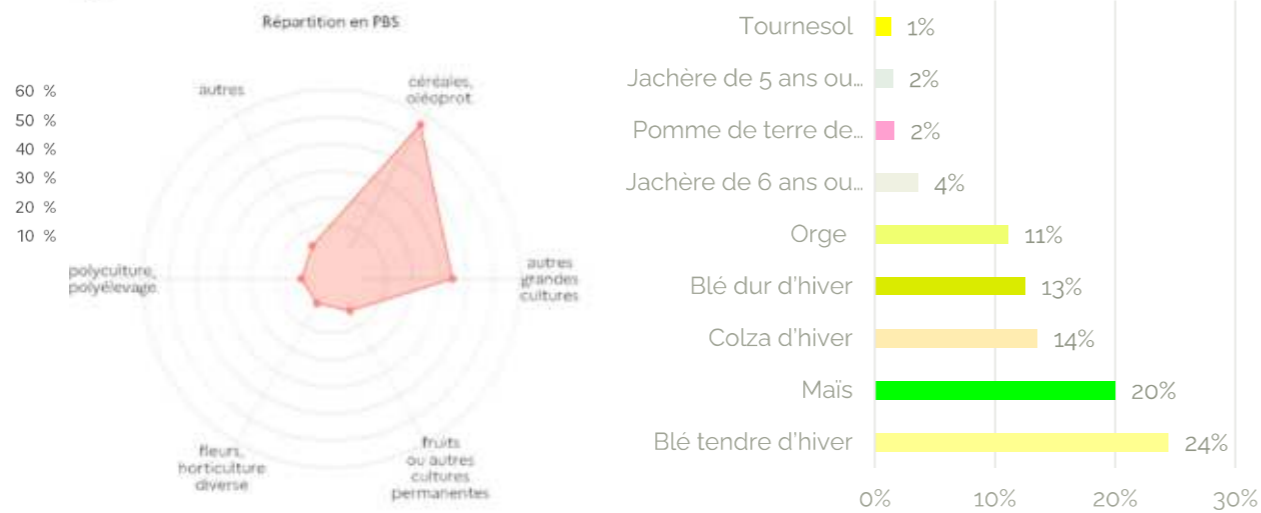 Répartition en PBS
60 %
50 %
40 %
30 %
20 %
10 %
autres
céréales,
oléoprot.
autres
grandes
cultures
fruits
ou autres
cultures
permanentes
fleurs,
horticulture
diverse
polyculture,
polyélevage
Tournesol 1%
Jachère de 5 ans ou… 2%
Pomme de terre de… 2%
Jachère de 6 ans ou… 4%
Orge 11%
Blé dur d'hiver 13%
Colza d'hiver 14%
Maïs 20%
Blé tendre d'hiver 24%
0% 10% 20% 30%